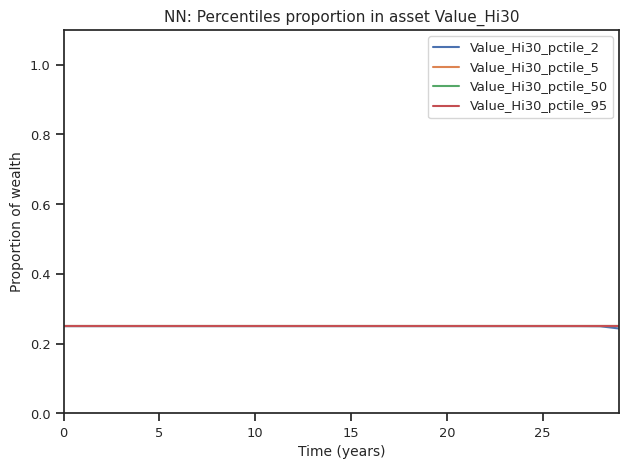 NN: Percentiles proportion in asset Value_Hi30
Value_Hi30_pctile_2
Value_Hi30_pctile_5
Value_Hi30_pctile_50
Value_Hi30_pctile_95
Proportion of wealth
1.0
0.8
0.6
0.4
0.2
0.0
0 5 10 15 20 25
Time (years)